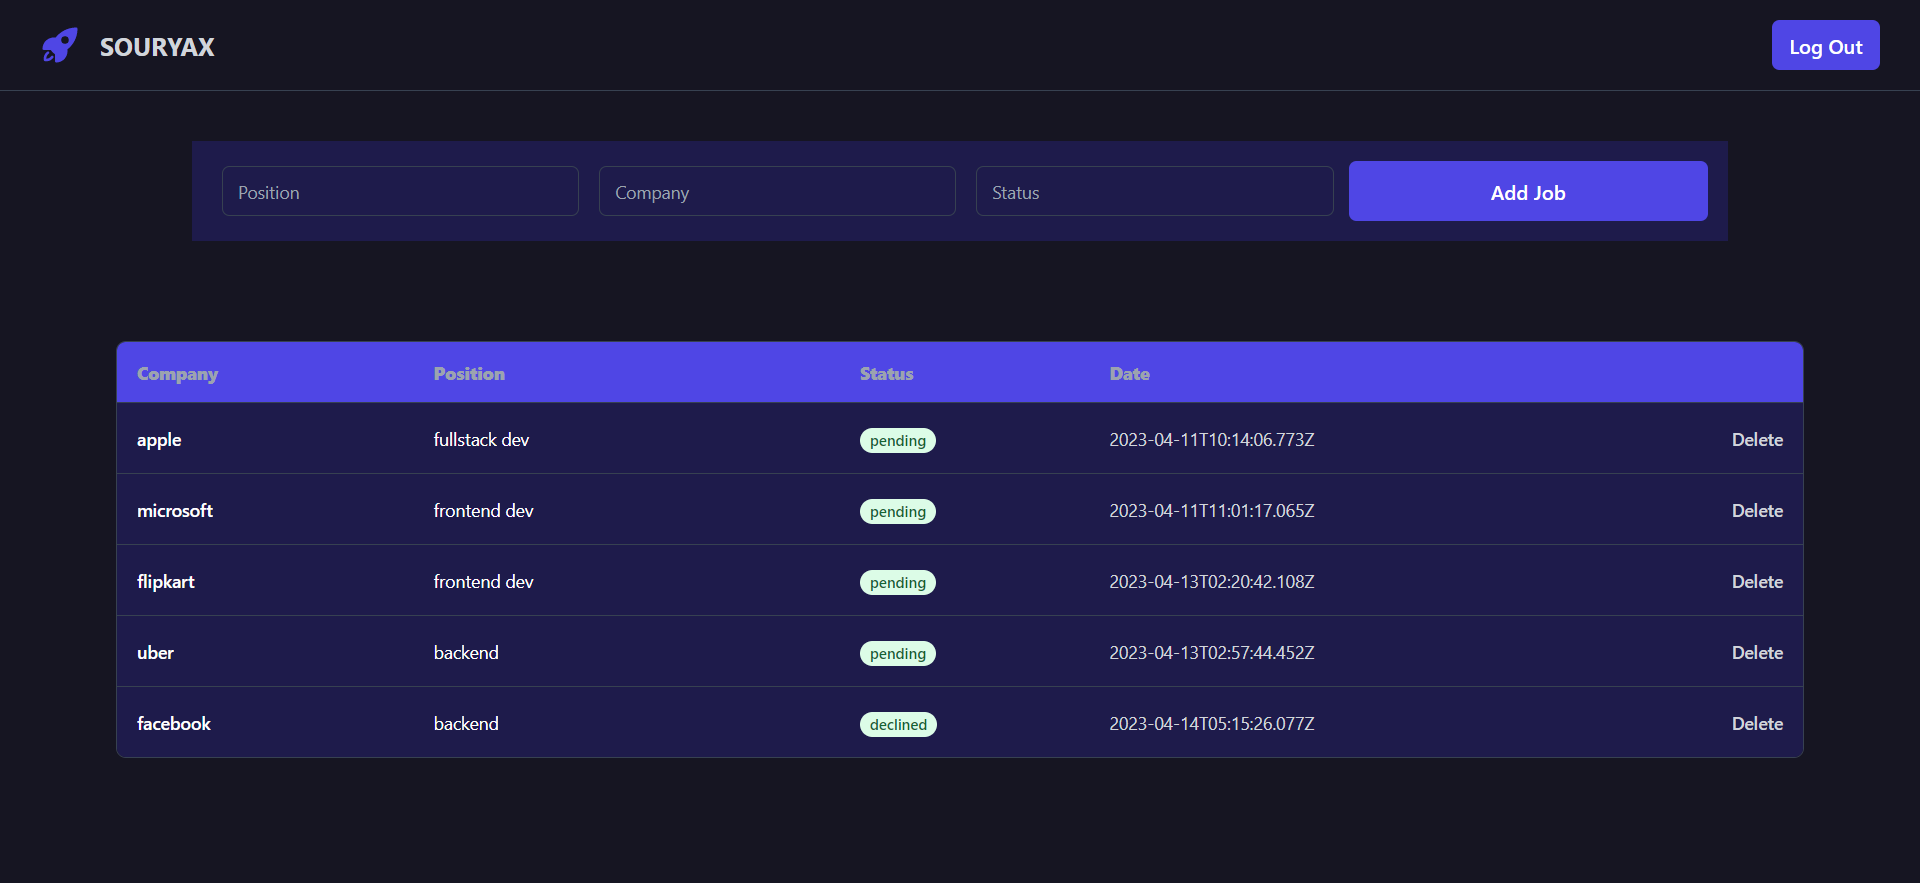 SOURYAX Log Out
Position Company Status Add Job
Company Position Status Date
apple fullstack dev pending 2023-04-11T10:14:06.773Z Delete
microsoft frontend dev pending 2023-04-11T11:01:17.065Z Delete
flipkart frontend dev pending 2023-04-13T02:20:42.108Z Delete
uber backend pending 2023-04-13T02:57:44.452Z Delete
facebook backend declined 2023-04-14T05:15:26.077Z Delete